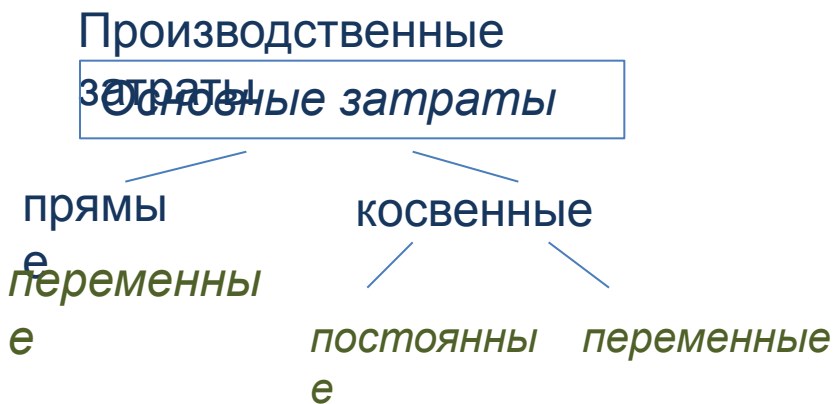 Производственные
затраты
Основные затраты
прямы
е
косвенные
переменны
е
постоянны
е
переменные